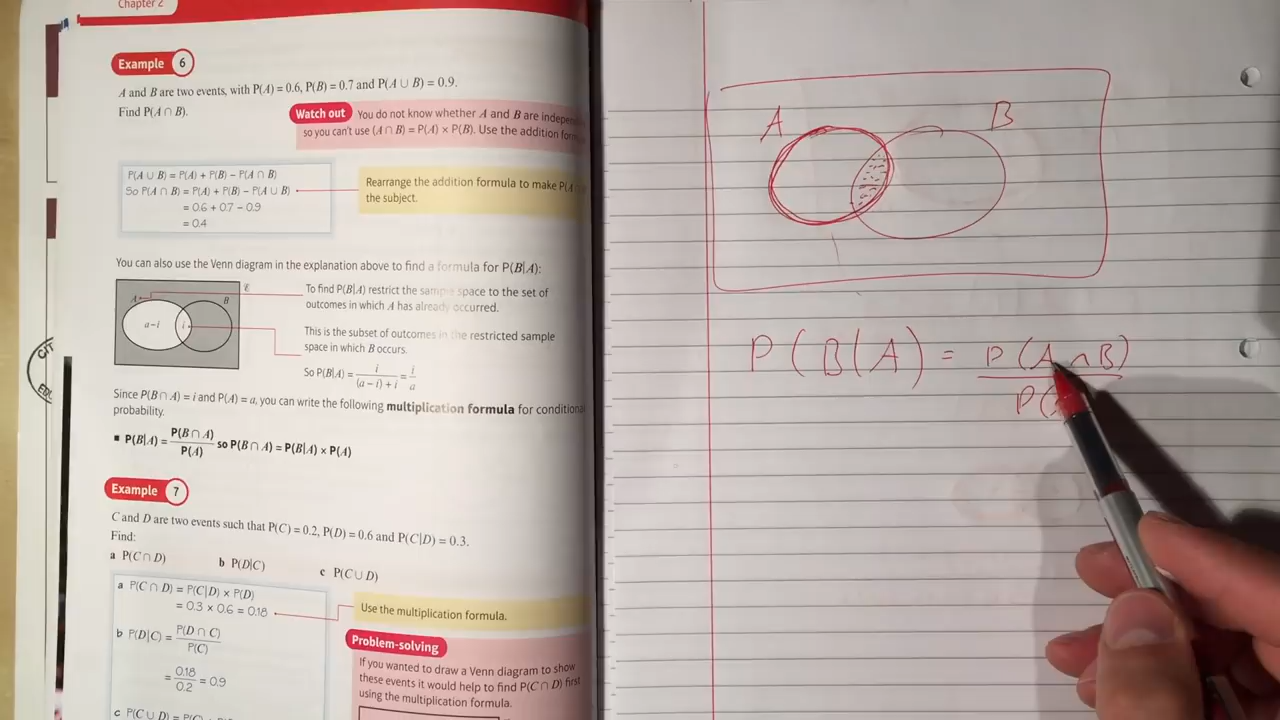 Chapter 2
Example 6
A and B are two events, with P(A) = 0.6, P(B) = 0.7 and P(A ∪ B) = 0.9.
Find P(A ∩ B).
Watch out You do not know whether A and B are
so you can't use (A ∩ B) = P(A) × P(B). Use the addition
P(A ∪ B) = P(A) + P(B) – P(A ∩ B)
So P(A ∩ B) = P(A) + P(B) – P(A ∪ B)
= 0.6 + 0.7 – 0.9
= 0.4
Rearrange the addition formula to make
the subject.
You can also use the Venn diagram in the explanation above to find a formula for P(B|A):
A
B
ℰ
a – i
i
To find P(B|A) restrict the sample space to the set of
outcomes in which A has already occurred.
This is the subset of outcomes in the restricted sample
space in which B occurs.
So P(B|A) = i/((a – i) + i) = i/a
Since P(B ∩ A) = i and P(A) = a, you can write the following multiplication formula for
probability.
■ P(B|A) = P(B ∩ A)/P(A) so P(B ∩ A) = P(B|A) × P(A)
Example 7
C and D are two events such that P(C) = 0.2, P(D) = 0.6 and P(C|D) = 0.3.
Find:
a P(C ∩ D) b P(D|C) c P(C ∪ D)
a P(C ∩ D) = P(C|D) × P(D)
= 0.3 × 0.6 = 0.18
Use the multiplication formula.
b P(D|C) = P(D ∩ C)/P(C)
= 0.18/0.2 = 0.9
Problem-solving
If you wanted to draw a Venn diagram to show
these events it would help to find P(C ∩ D) first
using the multiplication formula.
c P(C ∪ D) = P(C)
A
B
P(B|A) = P(A ∩ B)/P(